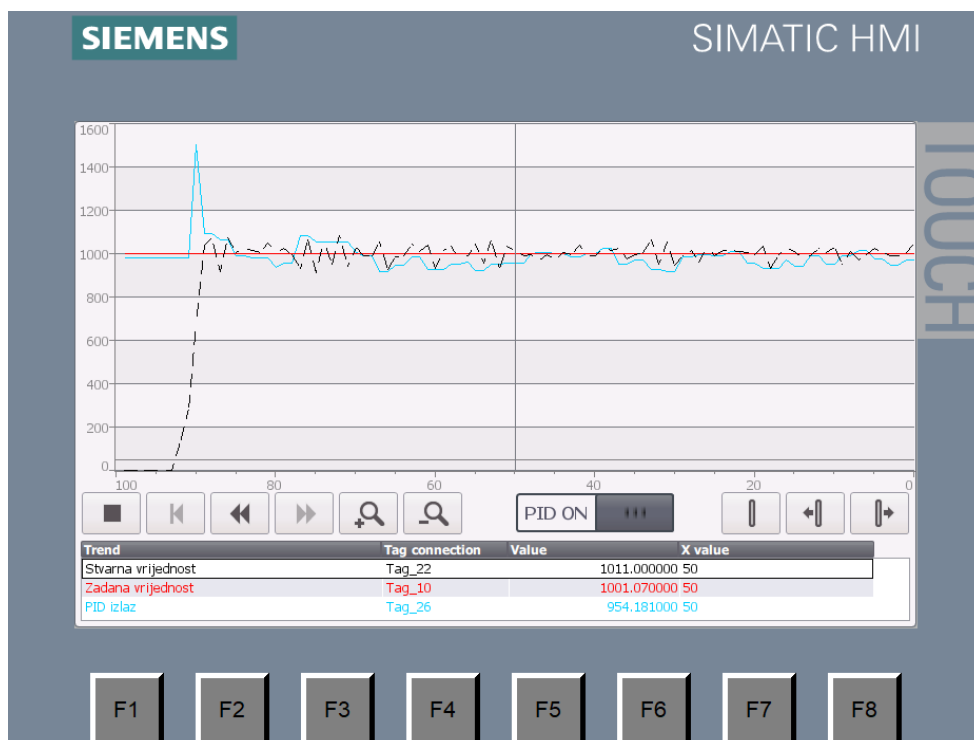 SIEMENS
SIMATIC HMI
TOUCH
1600
1400
1200
1000
800
600
400
200
0
100 80 60 40 20 0
PID ON
Trend Tag connection Value X value
Stvarna vrijednost Tag_22 1011.000000 50
Zadana vrijednost Tag_10 1001.070000 50
PID izlaz Tag_26 954.181000 50
F1 F2 F3 F4 F5 F6 F7 F8